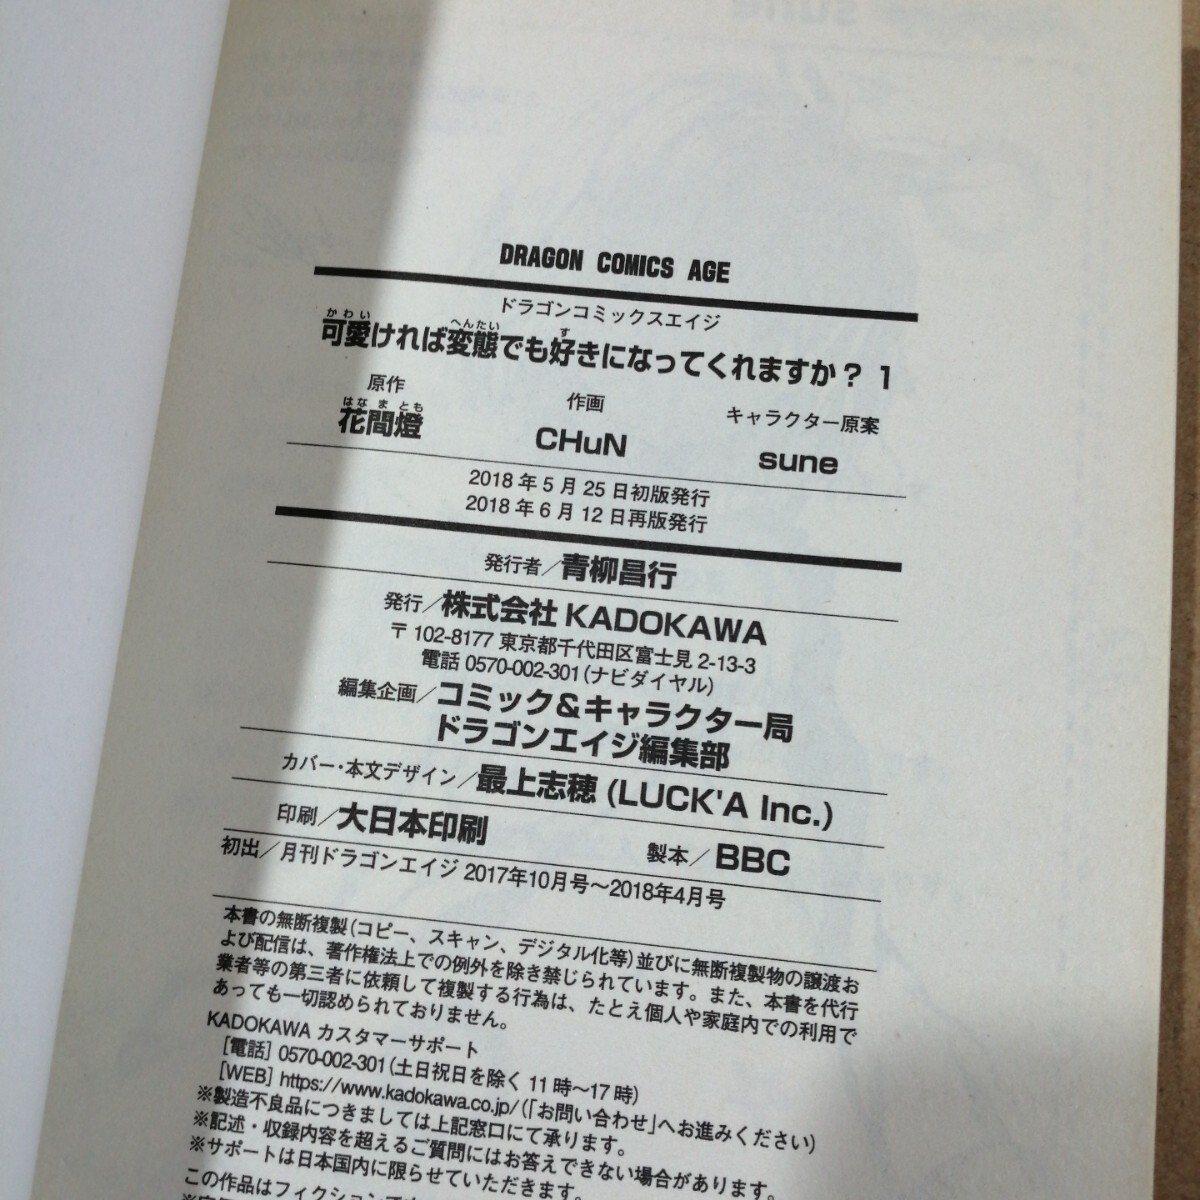 DRAGON COMICS AGE
ドラゴンコミックスエイジ
かわい へんたい す
可愛ければ変態でも好きになってくれますか? 1
原作 作画 キャラクター原案
はな ま とも
花間燈 CHuN sune
2018年5月25日初版発行
2018年6月12日再版発行
発行者/青柳昌行
発行/株式会社 KADOKAWA
〒102-8177 東京都千代田区富士見 2-13-3
電話 0570-002-301(ナビダイヤル)
編集企画/コミック&キャラクター局
ドラゴンエイジ編集部
カバー・本文デザイン/最上志穂(LUCK'A Inc.)
印刷/大日本印刷 製本/BBC
初出/月刊ドラゴンエイジ 2017年10月号〜2018年4月号
本書の無断複製(コピー、スキャン、デジタル化等)並びに無断複製物の譲渡お
よび配信は、著作権法上での例外を除き禁じられています。また、本書を代行
業者等の第三者に依頼して複製する行為は、たとえ個人や家庭内での利用で
あっても一切認められておりません。
KADOKAWA カスタマーサポート
[電話] 0570-002-301(土日祝日を除く 11時〜17時)
[WEB] https://www.kadokawa.co.jp/(「お問い合わせ」へお進みください)
※製造不良品につきましては上記窓口にて承ります。
※記述・収録内容を超えるご質問にはお答えできない場合があります。
※サポートは日本国内に限らせていただきます。
この作品はフィクションです